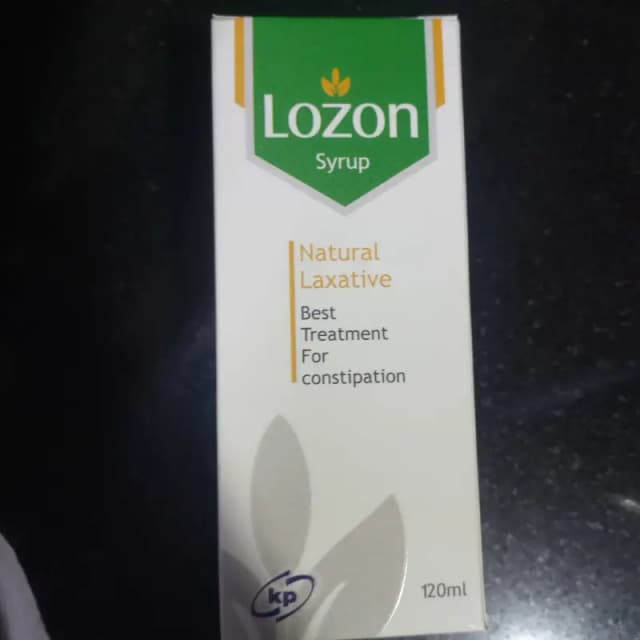 Lozon
Syrup
Natural
Laxative
Best
Treatment
For
constipation
kp
120ml